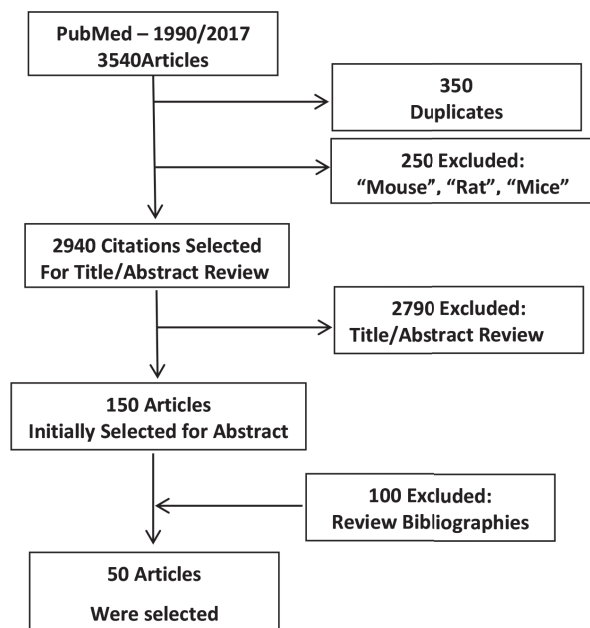 PubMed – 1990/2017
3540Articles
350
Duplicates
250 Excluded:
“Mouse”, “Rat”, “Mice”
2940 Citations Selected
For Title/Abstract Review
2790 Excluded:
Title/Abstract Review
150 Articles
Initially Selected for Abstract
100 Excluded:
Review Bibliographies
50 Articles
Were selected